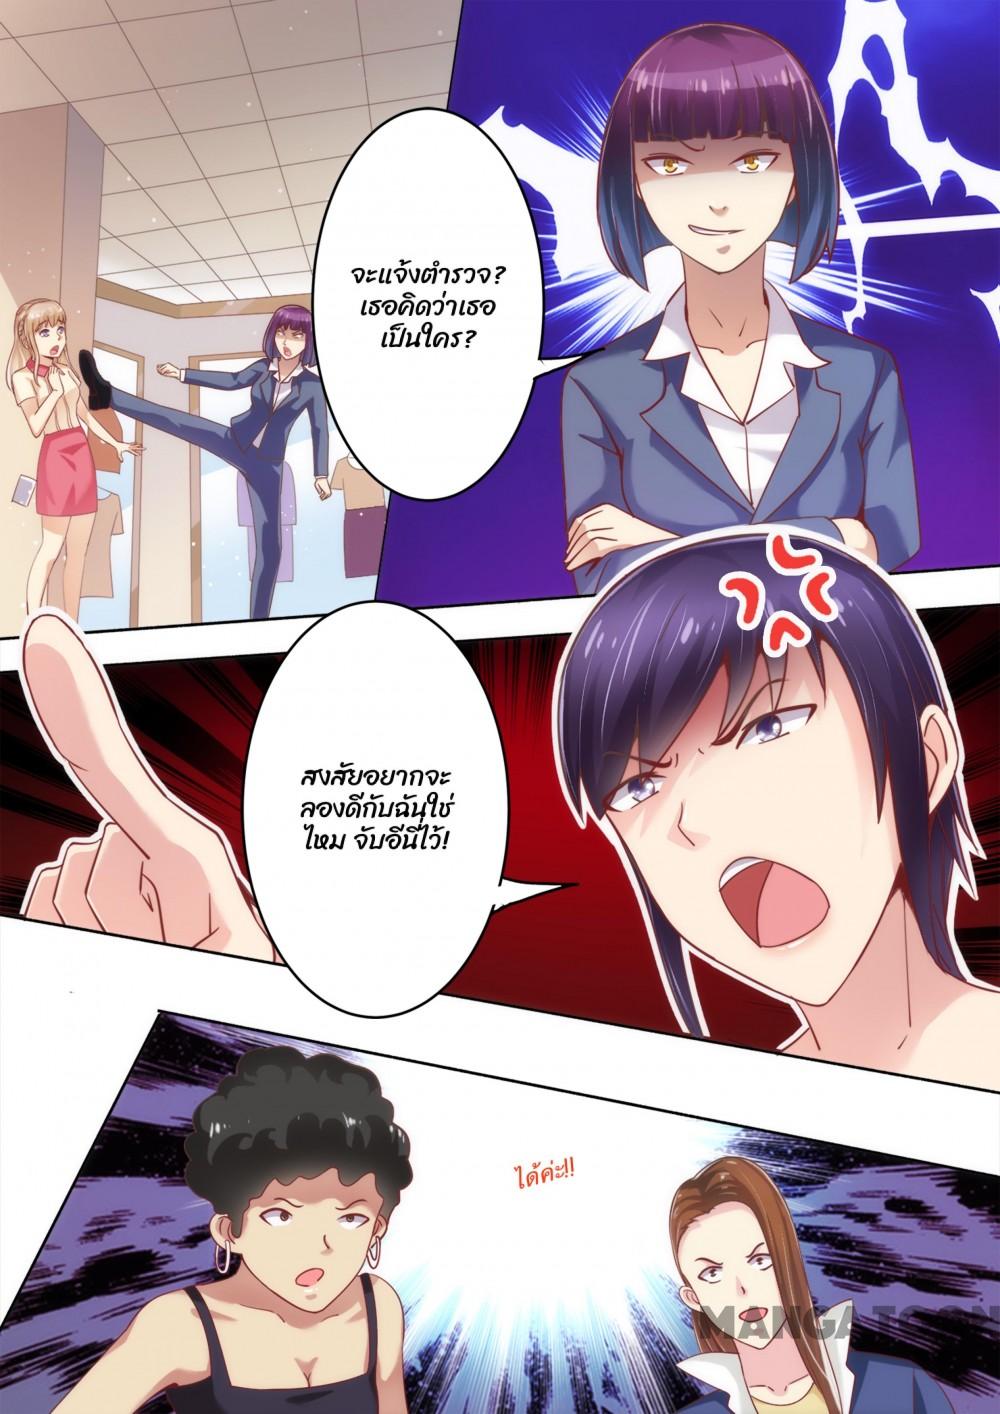 จะแจ้งตำรวจ?
เธอคิดว่าเธอ
เป็นใคร?
สงสัยอยากจะ
ลองดีกับฉันใช่
ไหม จับอีนี่ไว้!
ได้ค่ะ!!
MANGATOON